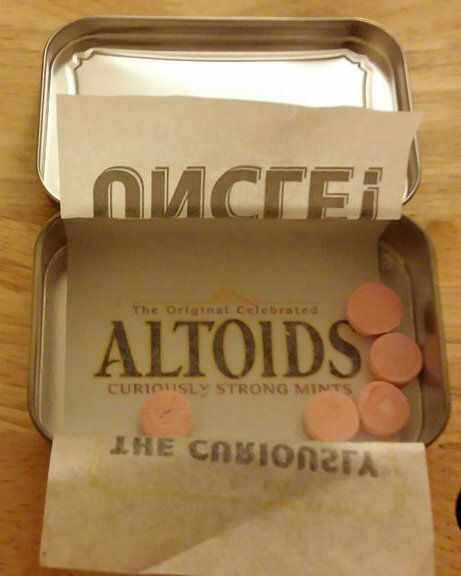 UNCLE!
The Original Celebrated
ALTOIDS
CURIOUSLY STRONG MINTS
THE CURIOUSLY